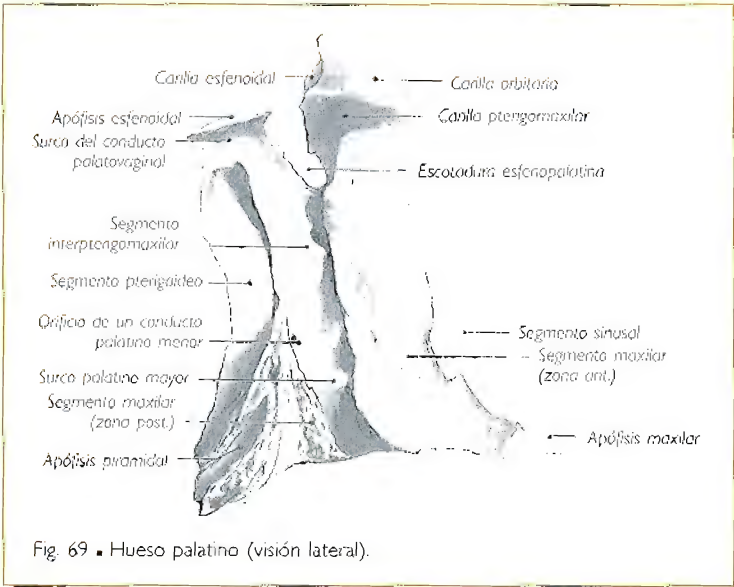 Carilla esfenoidal
Apófisis esfenoidal
Surco del conducto
palatovaginal
Segmento
interpterigomaxilar
Segmento pterigoideo
Orificio de un conducto
palatino menor
Surco palatino mayor
Segmento maxilar
(zona post.)
Apófisis piramidal
Carilla orbitaria
Carilla pterigomaxilar
Escotadura esfenopalatina
Segmento sinusal
Segmento maxilar
(zona ant.)
Apófisis maxilar
Fig. 69 ▪ Hueso palatino (visión lateral).